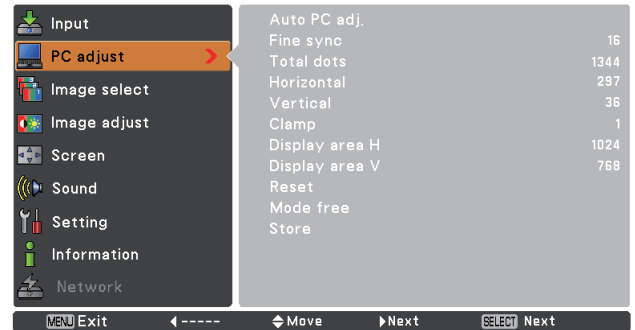 Input
PC adjust
Image select
Image adjust
Screen
Sound
Setting
Information
Network
Auto PC adj.
Fine sync 16
Total dots 1344
Horizontal 297
Vertical 36
Clamp 1
Display area H 1024
Display area V 768
Reset
Mode free
Store
MENU Exit ----- Move Next SELECT Next